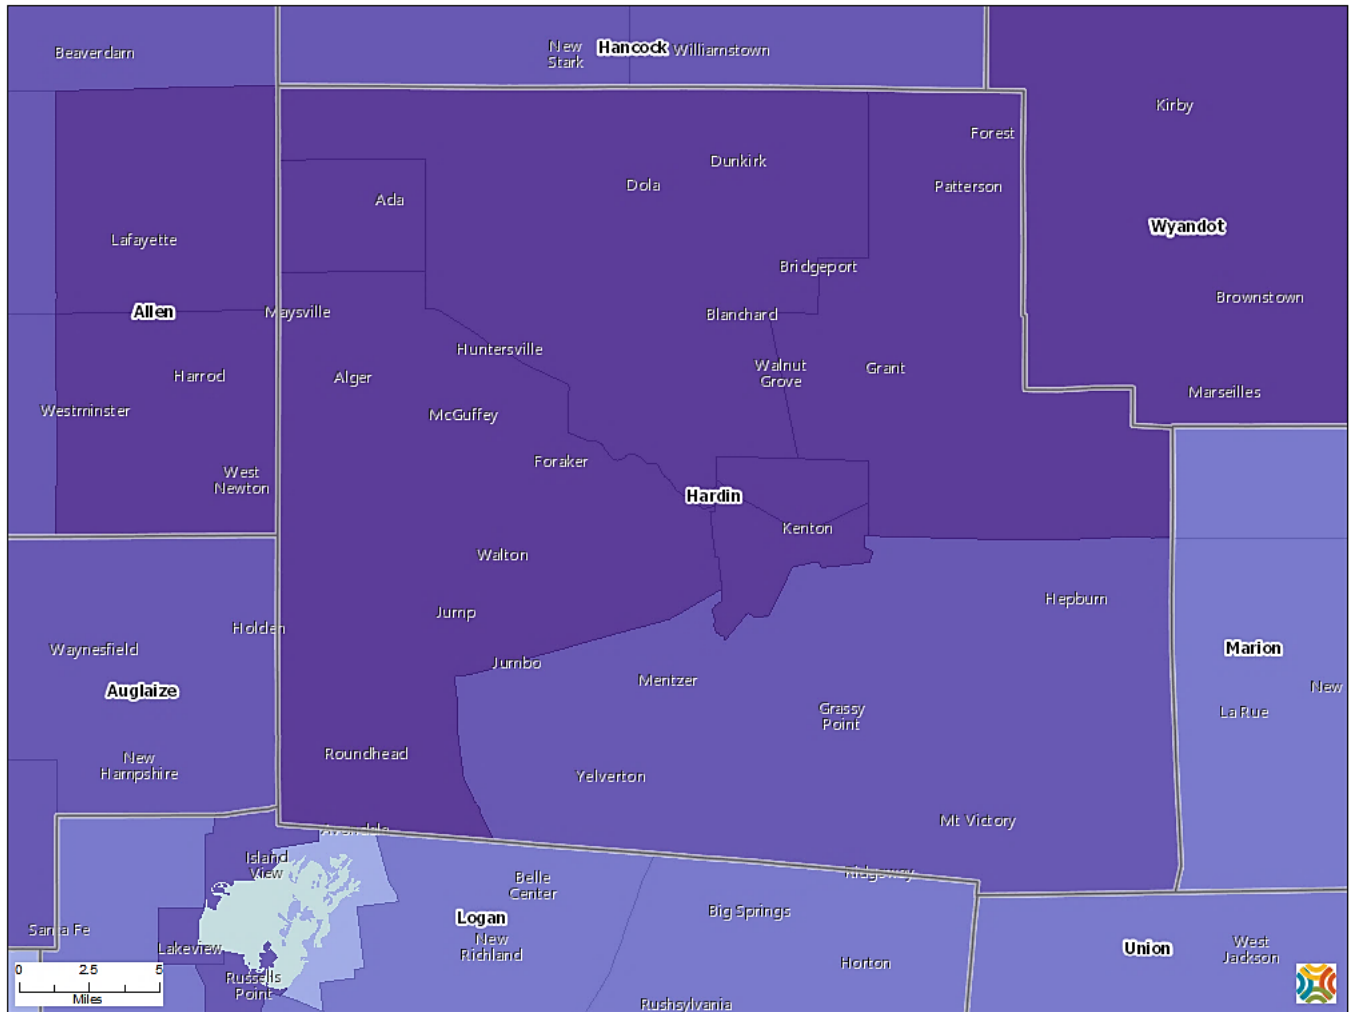 Beaverdam
New
Stark
Hancock
Williamstown
Kirby
Forest
Dunkirk
Dola
Patterson
Ada
Wyandot
Lafayette
Bridgeport
Brownstown
Allen
Maysville
Blanchard
Huntersville
Walnut
Grove
Grant
Harrod
Alger
Marseilles
Westminster
McGuffey
Foraker
West
Newton
Hardin
Kenton
Walton
Hepburn
Jump
Holden
Waynesfield
Marion
Jumbo
Mentzer
Auglaize
New
Grassy
Point
La Rue
New
Hampshire
Roundhead
Yelverton
Mt Victory
Avondale
Island
View
Ridgeway
Belle
Center
Big Springs
Logan
Santa Fe
New
Richland
Lakeview
Union
West
Jackson
Horton
Russells
Point
Rushsylvania
0 2.5 5
Miles